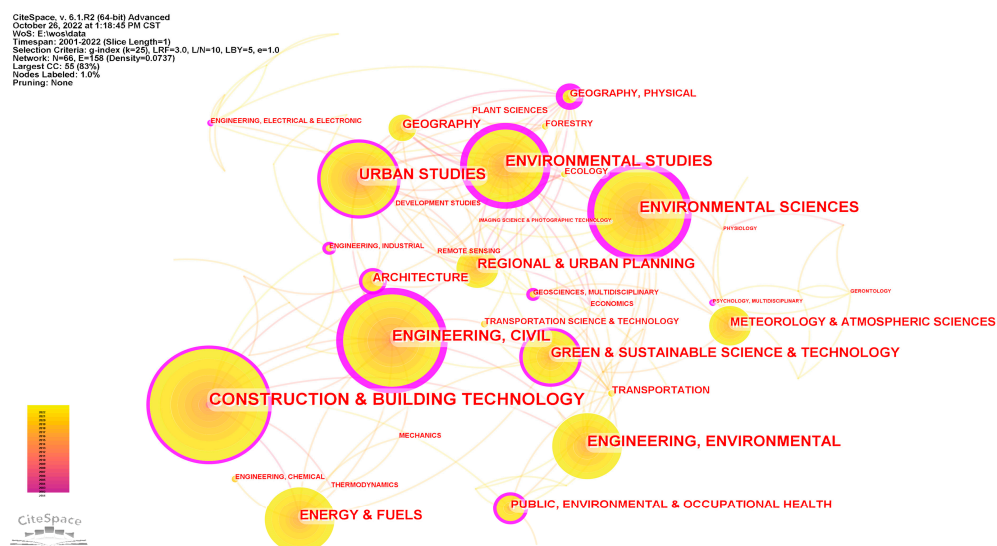 CiteSpace, v. 6.1.R2 (64-bit) Advanced
October 26, 2022 at 1:18:45 PM CST
WoS: E:\wos\data
Timespan: 2001-2022 (Slice Length=1)
Selection Criteria: g-index (k=25), LRF=3.0, L/N=10, LBY=5, e=1.0
Network: N=66, E=158 (Density=0.0737)
Largest CC: 55 (83%)
Nodes Labeled: 1.0%
Pruning: None
GEOGRAPHY, PHYSICAL
PLANT SCIENCES
ENGINEERING, ELECTRICAL & ELECTRONIC
GEOGRAPHY
FORESTRY
ENVIRONMENTAL STUDIES
URBAN STUDIES
ECOLOGY
DEVELOPMENT STUDIES
ENVIRONMENTAL SCIENCES
IMAGING SCIENCE & PHOTOGRAPHIC TECHNOLOGY
PHYSIOLOGY
ENGINEERING, INDUSTRIAL
REMOTE SENSING
REGIONAL & URBAN PLANNING
ARCHITECTURE
GEOSCIENCES, MULTIDISCIPLINARY
GERONTOLOGY
ECONOMICS
PSYCHOLOGY, MULTIDISCIPLINARY
TRANSPORTATION SCIENCE & TECHNOLOGY
METEOROLOGY & ATMOSPHERIC SCIENCES
ENGINEERING, CIVIL
GREEN & SUSTAINABLE SCIENCE & TECHNOLOGY
TRANSPORTATION
CONSTRUCTION & BUILDING TECHNOLOGY
MECHANICS
ENGINEERING, ENVIRONMENTAL
ENGINEERING, CHEMICAL
THERMODYNAMICS
PUBLIC, ENVIRONMENTAL & OCCUPATIONAL HEALTH
ENERGY & FUELS
CiteSpace